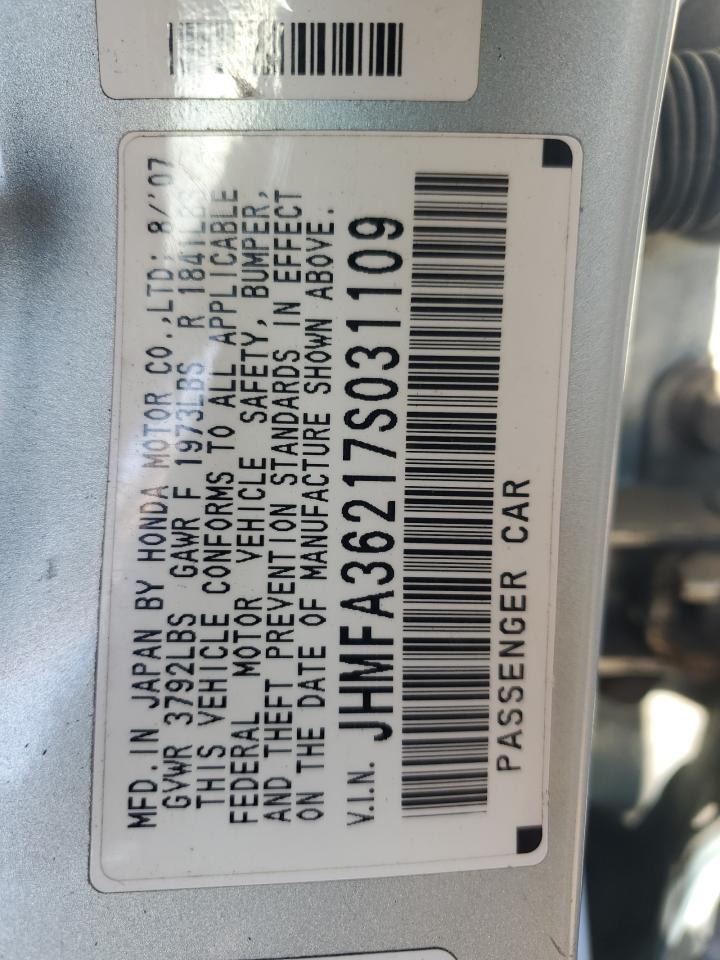 MFD. IN JAPAN BY HONDA MOTOR CO.,LTD; 8/'07
GVWR 3792LBS GAWR F 1973LBS R 1841LBS
THIS VEHICLE CONFORMS TO ALL APPLICABLE
FEDERAL MOTOR VEHICLE SAFETY, BUMPER,
AND THEFT PREVENTION STANDARDS IN EFFECT
ON THE DATE OF MANUFACTURE SHOWN ABOVE.
V.I.N. JHMFA36217S031109
PASSENGER CAR